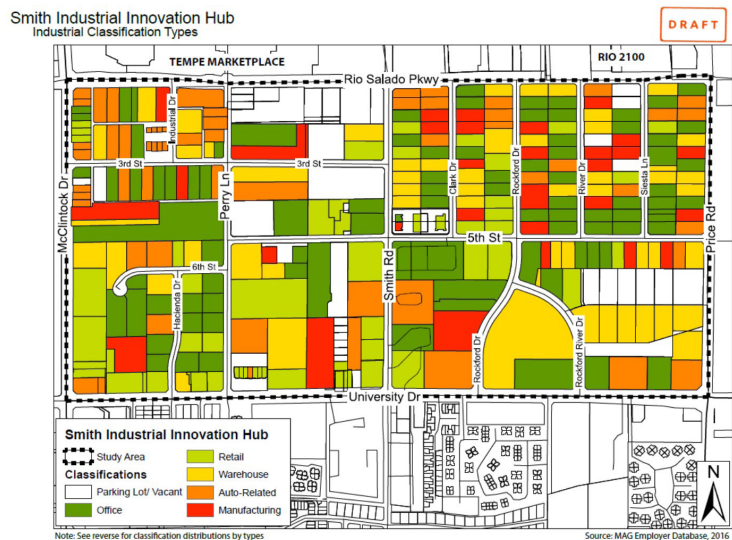 Smith Industrial Innovation Hub
Industrial Classification Types
DRAFT
TEMPE MARKETPLACE
RIO 2100
Rio Salado Pkwy
Industrial Dr
3rd St
3rd St
McClintock Dr
Perry Ln
Smith Rd
Clark Dr
Rockford Dr
River Dr
Siesta Ln
Price Rd
5th St
6th St
Hacienda Dr
Rockford Dr
Rockford River Dr
University Dr
Smith Industrial Innovation Hub
Study Area
Classifications
Parking Lot/ Vacant
Office
Retail
Warehouse
Auto-Related
Manufacturing
N
Note: See reverse for classification distributions by types
Source: MAG Employer Database, 2016